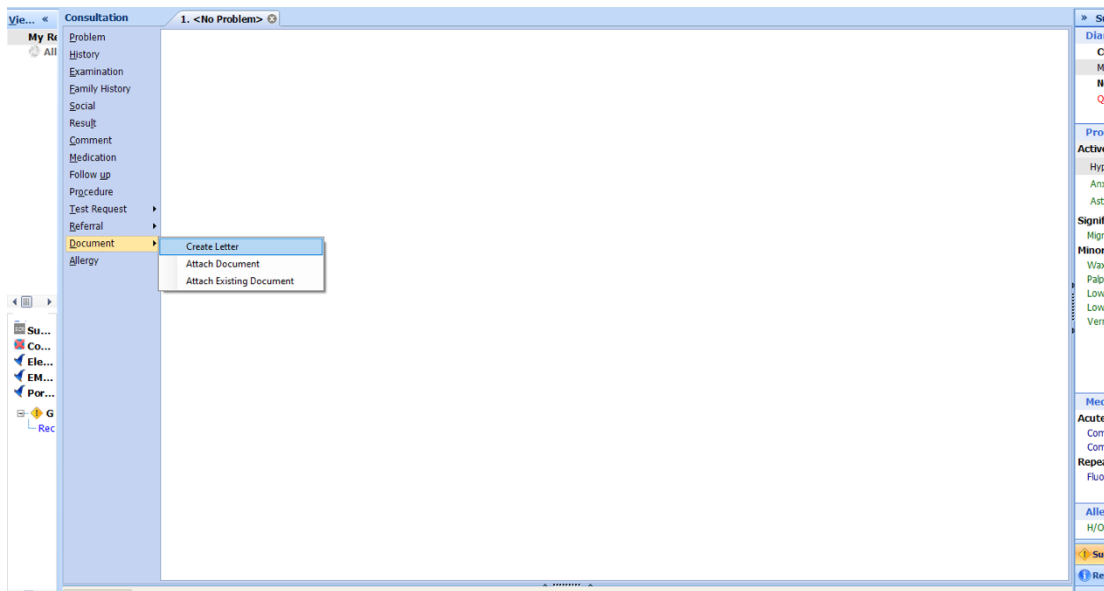 Vie... «
My Re
All
Su...
Co...
Ele...
EM...
Por...
G
Rec
Consultation
Problem
History
Examination
Family History
Social
Result
Comment
Medication
Follow up
Procedure
Test Request
Referral
Document
Allergy
1. <No Problem>
Create Letter
Attach Document
Attach Existing Document
» Su
Dia
C
M
N
Q
Pro
Active
Hyp
Anx
Ast
Signif
Migr
Minor
Wax
Palp
Low
Low
Verr
Med
Acute
Com
Com
Repea
Fluo
Alle
H/O
Su
Re